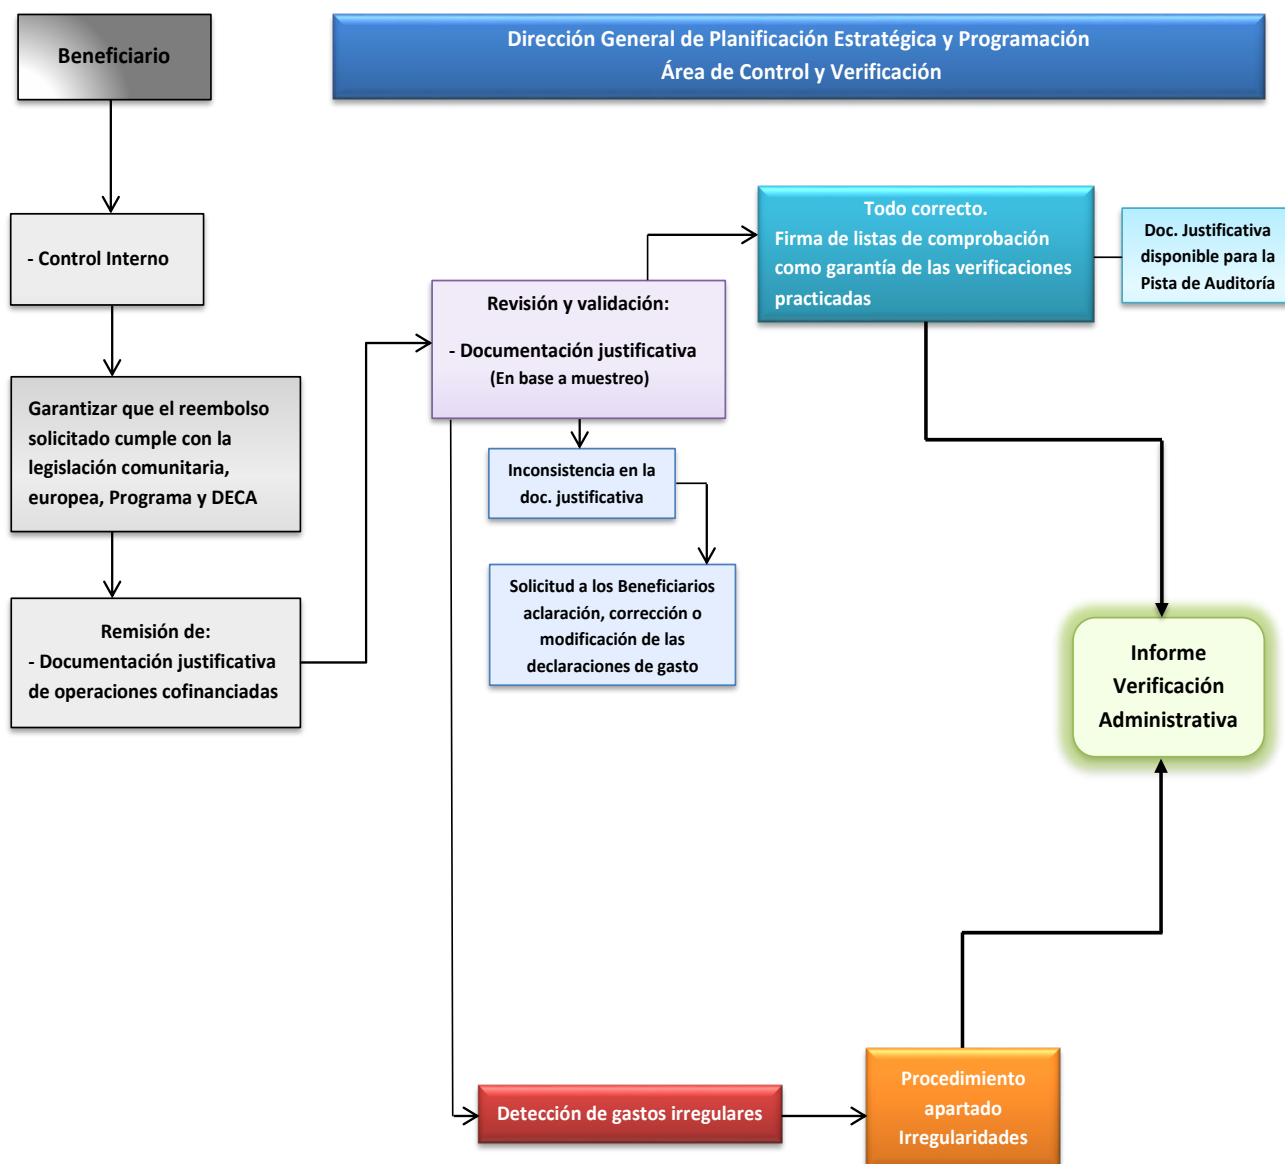 Beneficiario
Dirección General de Planificación Estratégica y Programación
Área de Control y Verificación
- Control Interno
Garantizar que el reembolso
solicitado cumple con la
legislación comunitaria,
europea, Programa y DECA
Remisión de:
- Documentación justificativa
de operaciones cofinanciadas
Revisión y validación:
- Documentación justificativa
(En base a muestreo)
Inconsistencia en la
doc. justificativa
Solicitud a los Beneficiarios
aclaración, corrección o
modificación de las
declaraciones de gasto
Todo correcto.
Firma de listas de comprobación
como garantía de las verificaciones
practicadas
Doc. Justificativa
disponible para la
Pista de Auditoría
Informe
Verificación
Administrativa
Detección de gastos irregulares
Procedimiento
apartado
Irregularidades